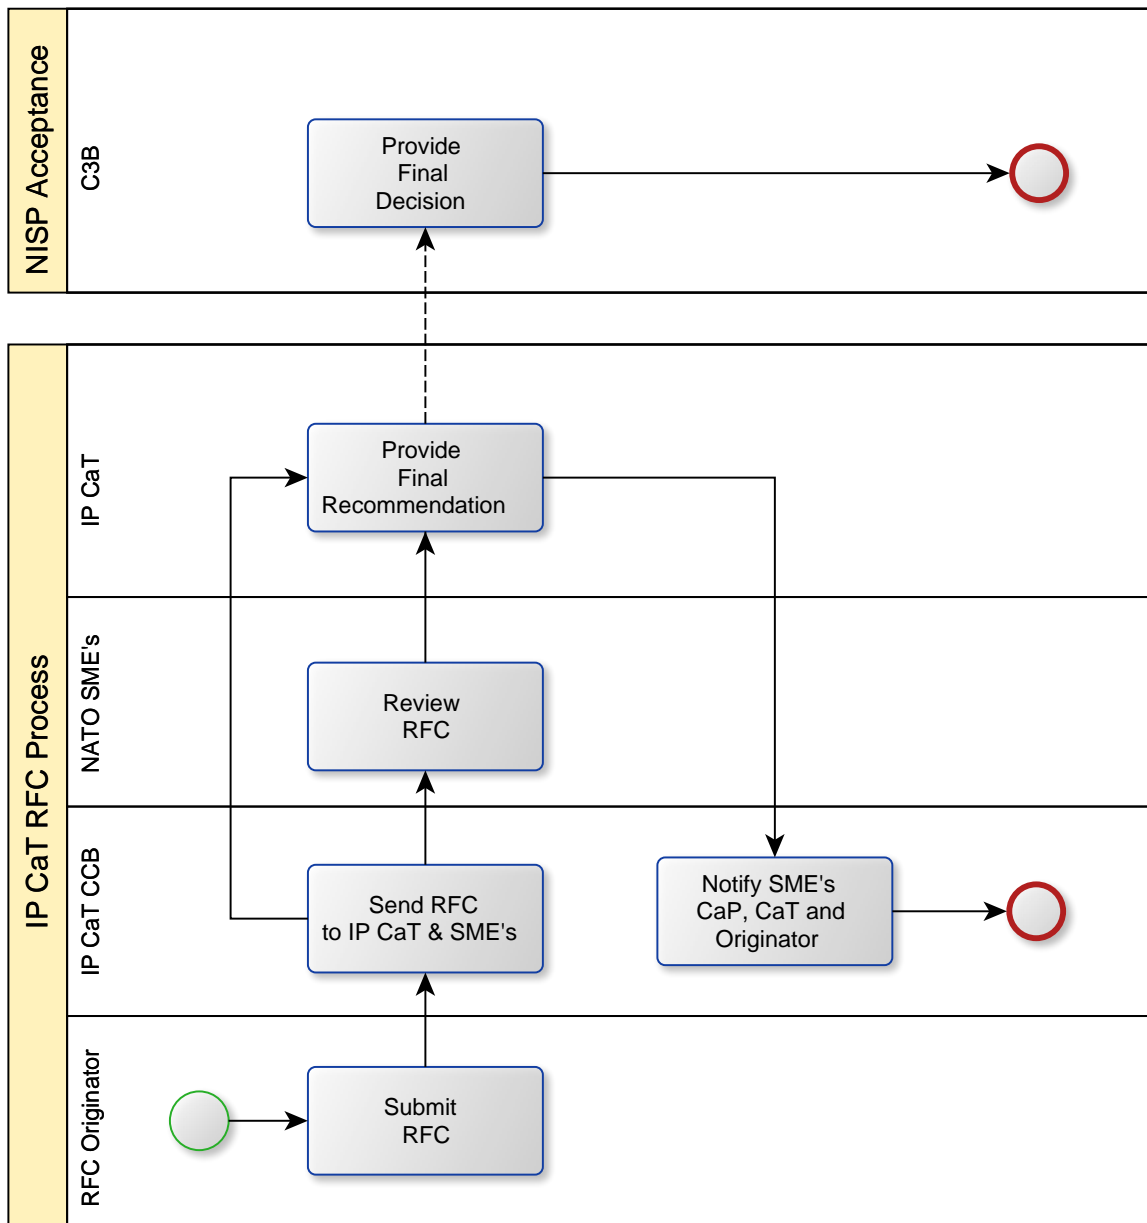 NISP Acceptance
C3B
Provide
Final
Decision
IP CaT RFC Process
IP CaT
Provide
Final
Recommendation
NATO SME's
Review
RFC
IP CaT CCB
Send RFC
to IP CaT & SME's
Notify SME's
CaP, CaT and
Originator
RFC Originator
Submit
RFC